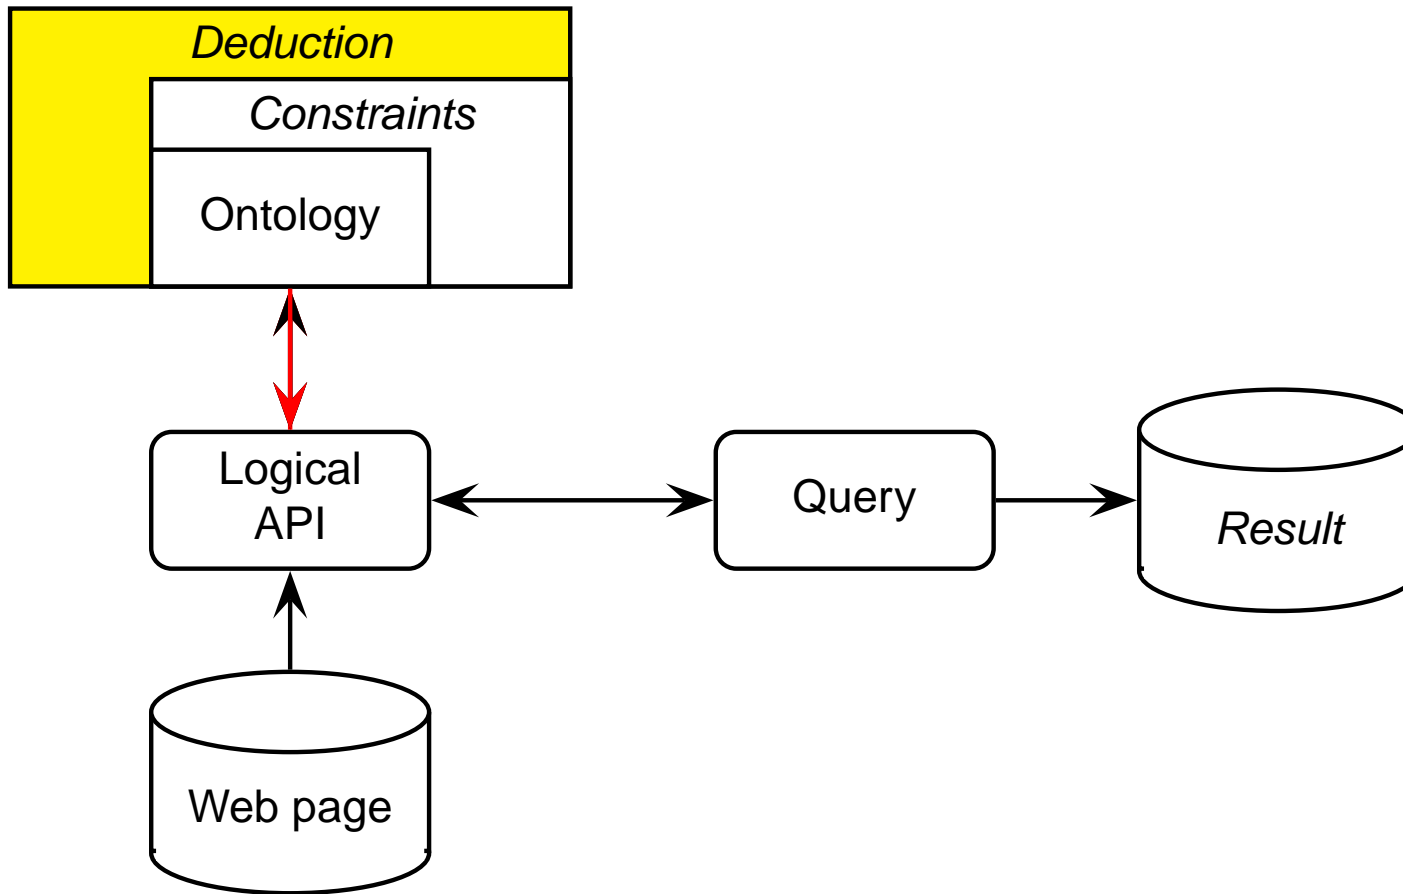 Deduction
Constraints
Ontology
Logical
API
Query
Result
Web page